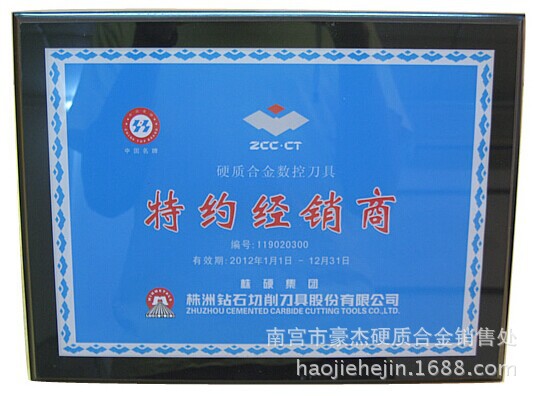 中国名牌
ZCC·CT
硬质合金数控刀具
特约经销商
编号:119020300
有效期:2012年1月1日 - 12月31日
株硬集团
株洲钻石切削刀具股份有限公司
ZHUZHOU CEMENTED CARBIDE CUTTING TOOLS CO.,LTD.
南宫市豪杰硬质合金销售处
haojiehejin.1688.com